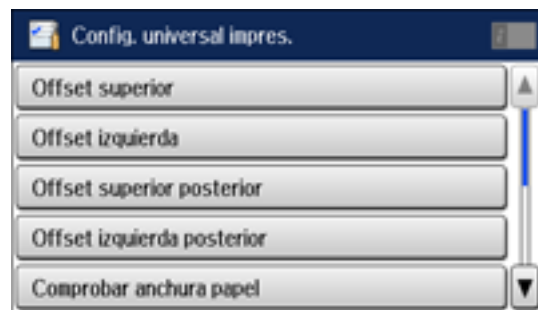 Config. universal impres.
Offset superior
Offset izquierda
Offset superior posterior
Offset izquierda posterior
Comprobar anchura papel